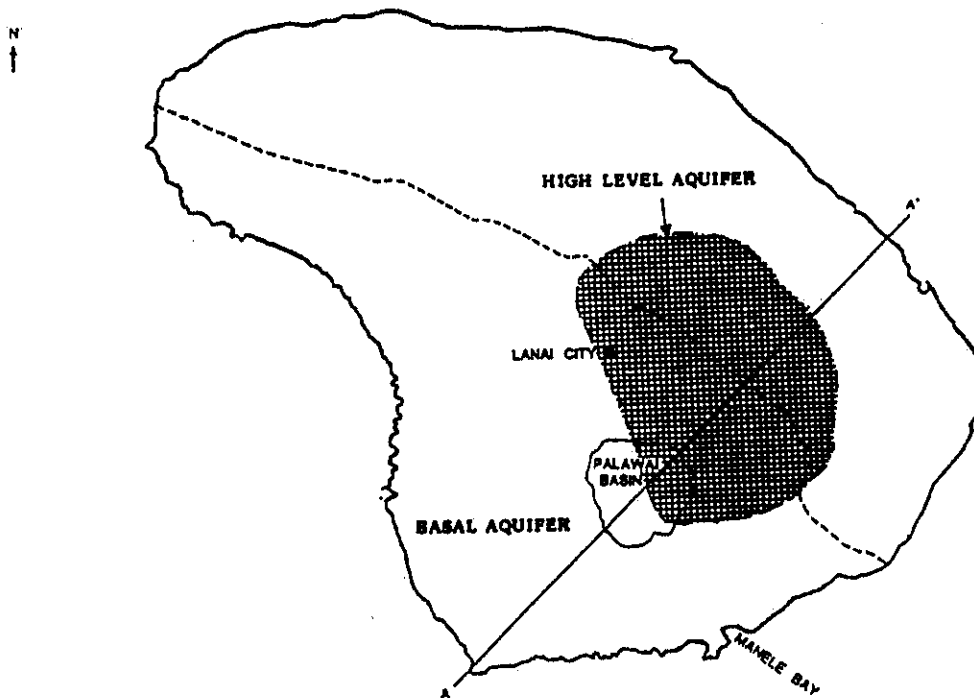 N
HIGH LEVEL AQUIFER
A'
LANAI CITY
PALAWAI
BASIN
BASAL AQUIFER
MANELE BAY
A